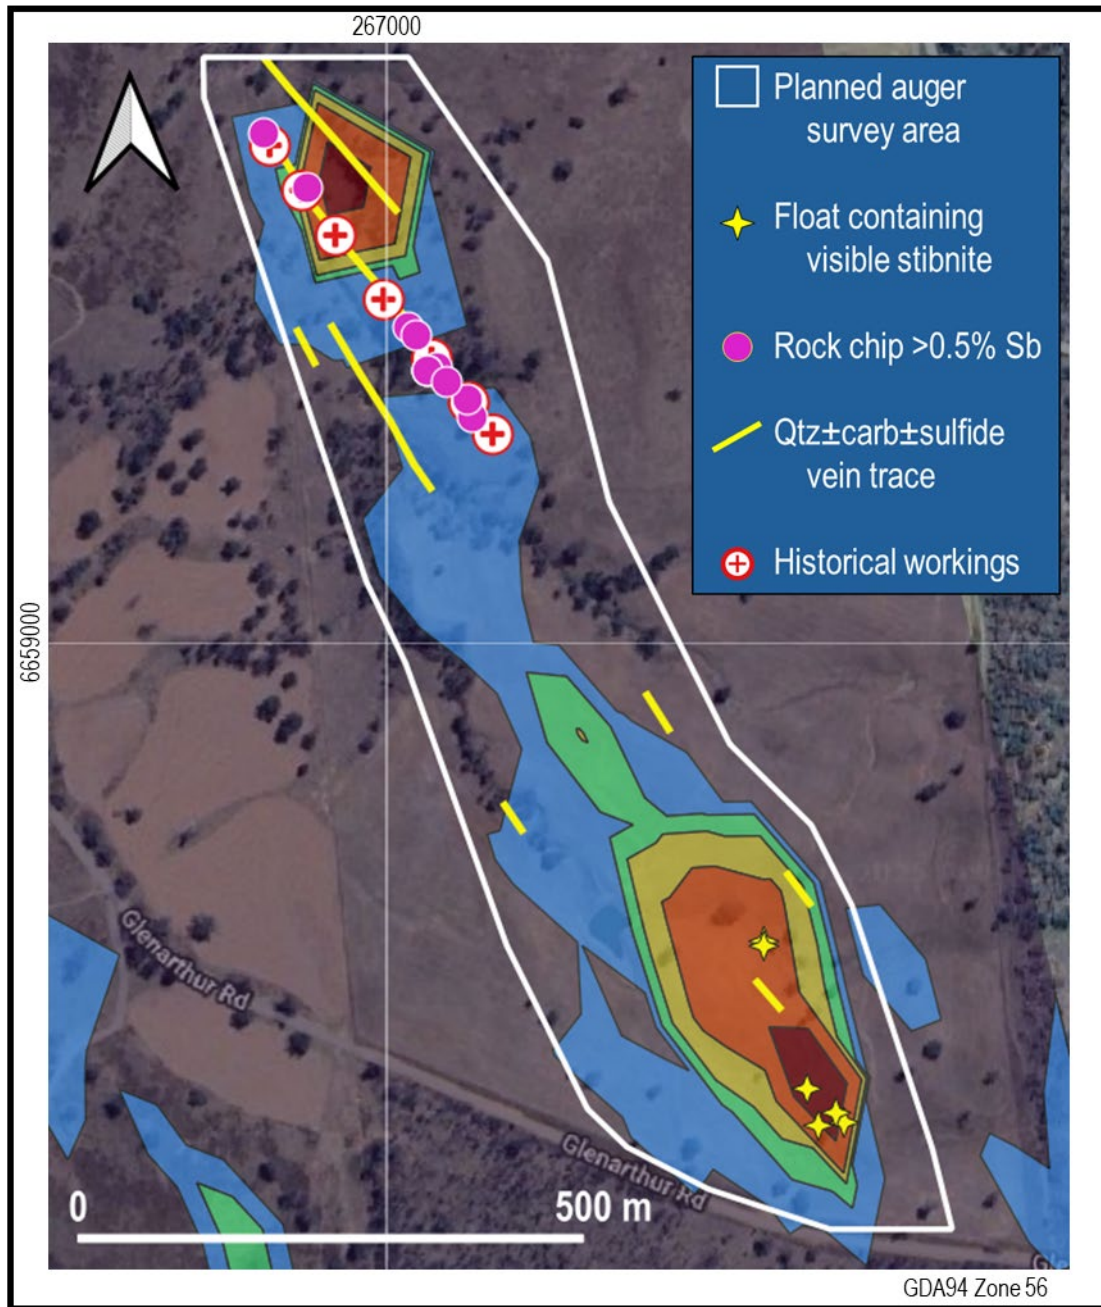 267000
Planned auger
survey area
Float containing
visible stibnite
Rock chip >0.5% Sb
Qtz±carb±sulfide
vein trace
Historical workings
6659000
Glenarthur Rd
Glenarthur Rd
0 500 m
Gle
GDA94 Zone 56